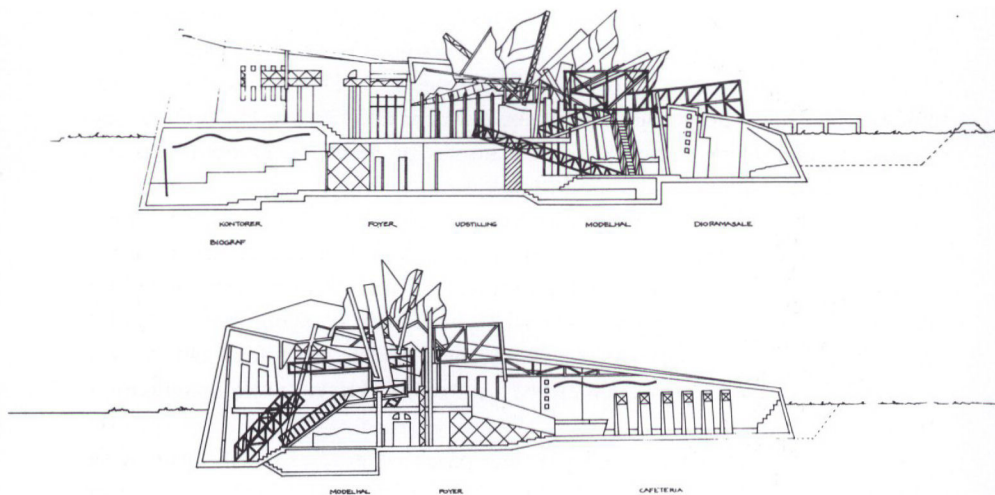 KONTORER FOYER UDSTILLING MODELHAL DIORAMASALE
BIOGRAF
MODELHAL FOYER CAFETERIA